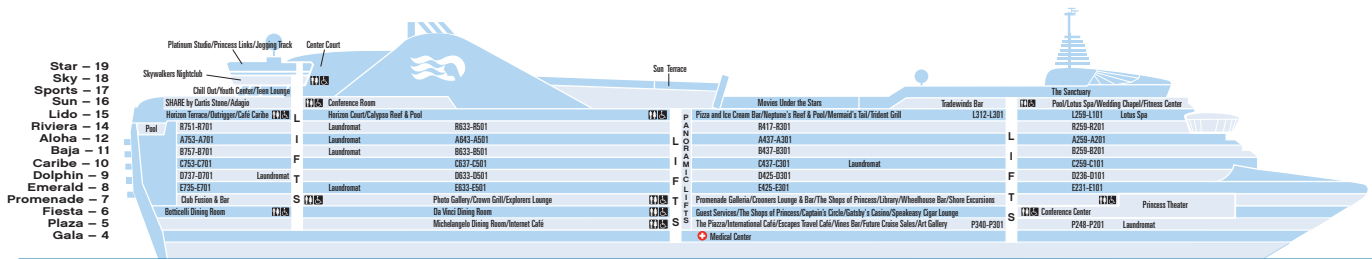 Platinum Studio/Princess Links/Jogging Track
Center Court
Star – 19
Sun Terrace
Skywalkers Nightclub
Sky – 18
Sports – 17
Chill Out/Youth Center/Teen Lounge
The Sanctuary
Sun – 16
SHARE by Curtis Stone/Adagio
Conference Room
Movies Under the Stars
Tradewinds Bar
Pool/Lotus Spa/Wedding Chapel/Fitness Center
Lido – 15
Horizon Terrace/Outrigger/Café Caribe
Horizon Court/Calypso Reef & Pool
Pizza and Ice Cream Bar/Neptune's Reef & Pool/Mermaid's Tail/Trident Grill
L312-L301
L259-L101
Lotus Spa
Riviera – 14
Pool
R751-R701
Laundromat
R633-R501
R417-R301
R259-R201
Aloha – 12
A753-A701
Laundromat
A643-A501
A437-A301
A259-A201
Baja – 11
B757-B701
Laundromat
B633-B501
B437-B301
B259-B201
Caribe – 10
C753-C701
C637-C501
C437-C301
Laundromat
C259-C101
Dolphin – 9
D737-D701
Laundromat
D633-D501
D425-D301
D236-D101
Emerald – 8
E735-E701
Laundromat
E633-E501
E425-E301
E231-E101
Promenade – 7
Club Fusion & Bar
Photo Gallery/Crown Grill/Explorers Lounge
Promenade Galleria/Crooners Lounge & Bar/The Shops of Princess/Library/Wheelhouse Bar/Shore Excursions
Princess Theater
Fiesta – 6
Botticelli Dining Room
Da Vinci Dining Room
Guest Services/The Shops of Princess/Captain's Circle/Gatsby's Casino/Speakeasy Cigar Lounge
Conference Center
Plaza – 5
Michelangelo Dining Room/Internet Café
The Piazza/International Café/Escapes Travel Café/Vines Bar/Future Cruise Sales/Art Gallery
P340-P301
P248-P201
Laundromat
Gala – 4
Medical Center
LIFTS
LIFTS
PANORAMIC LIFTS
LIFTS